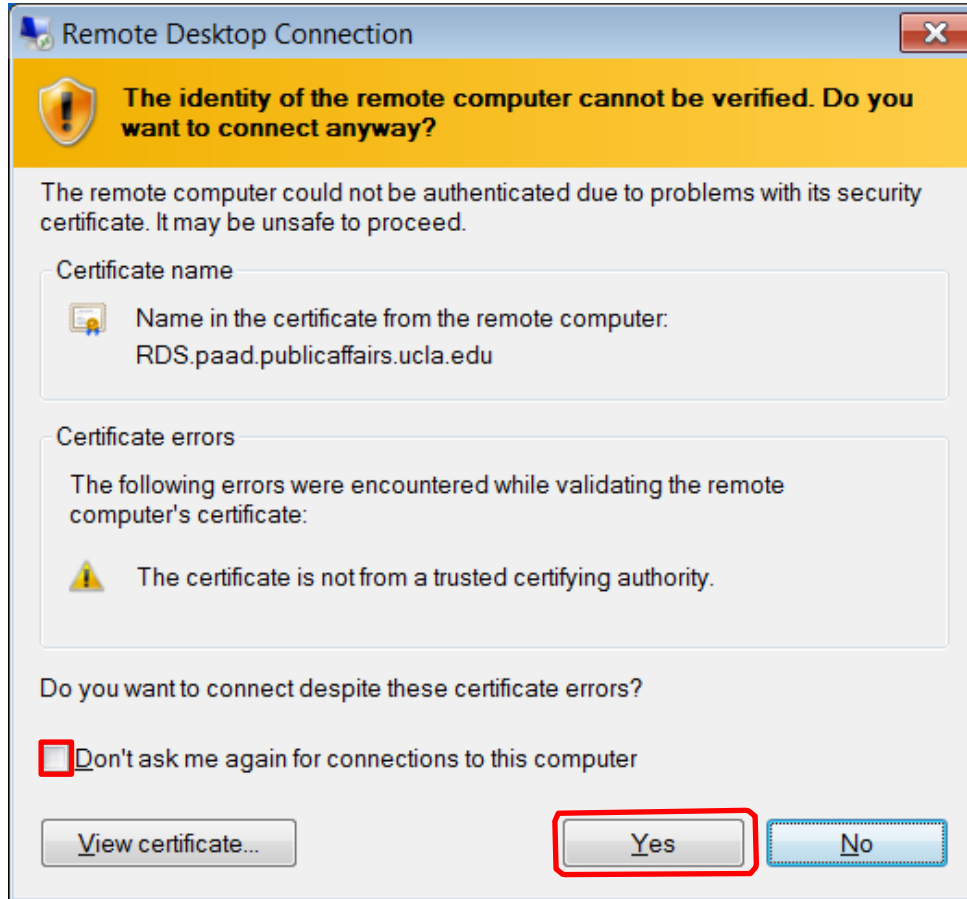 Remote Desktop Connection
The identity of the remote computer cannot be verified. Do you
want to connect anyway?
The remote computer could not be authenticated due to problems with its security
certificate. It may be unsafe to proceed.
Certificate name
Name in the certificate from the remote computer:
RDS.paad.publicaffairs.ucla.edu
Certificate errors
The following errors were encountered while validating the remote
computer's certificate:
The certificate is not from a trusted certifying authority.
Do you want to connect despite these certificate errors?
Don't ask me again for connections to this computer
View certificate... Yes No